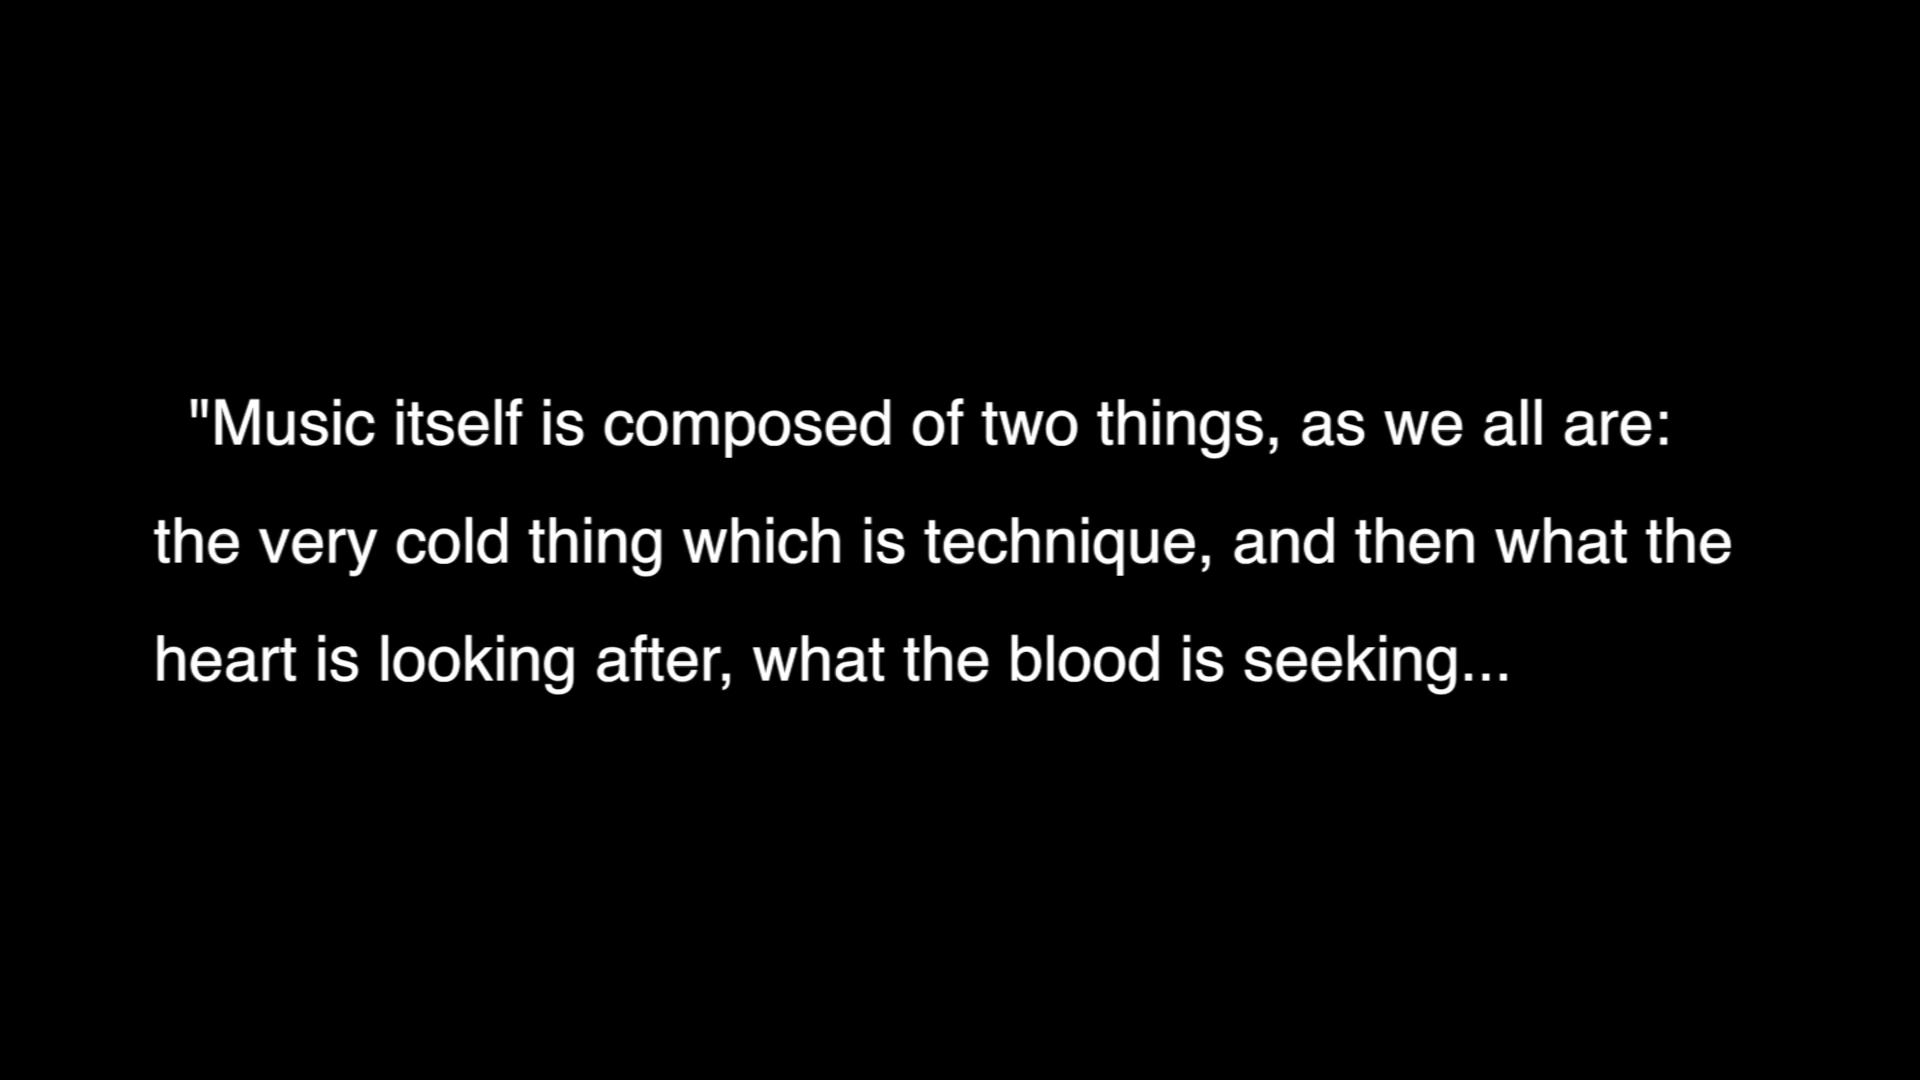 "Music itself is composed of two things, as we all are:
the very cold thing which is technique, and then what the
heart is looking after, what the blood is seeking...